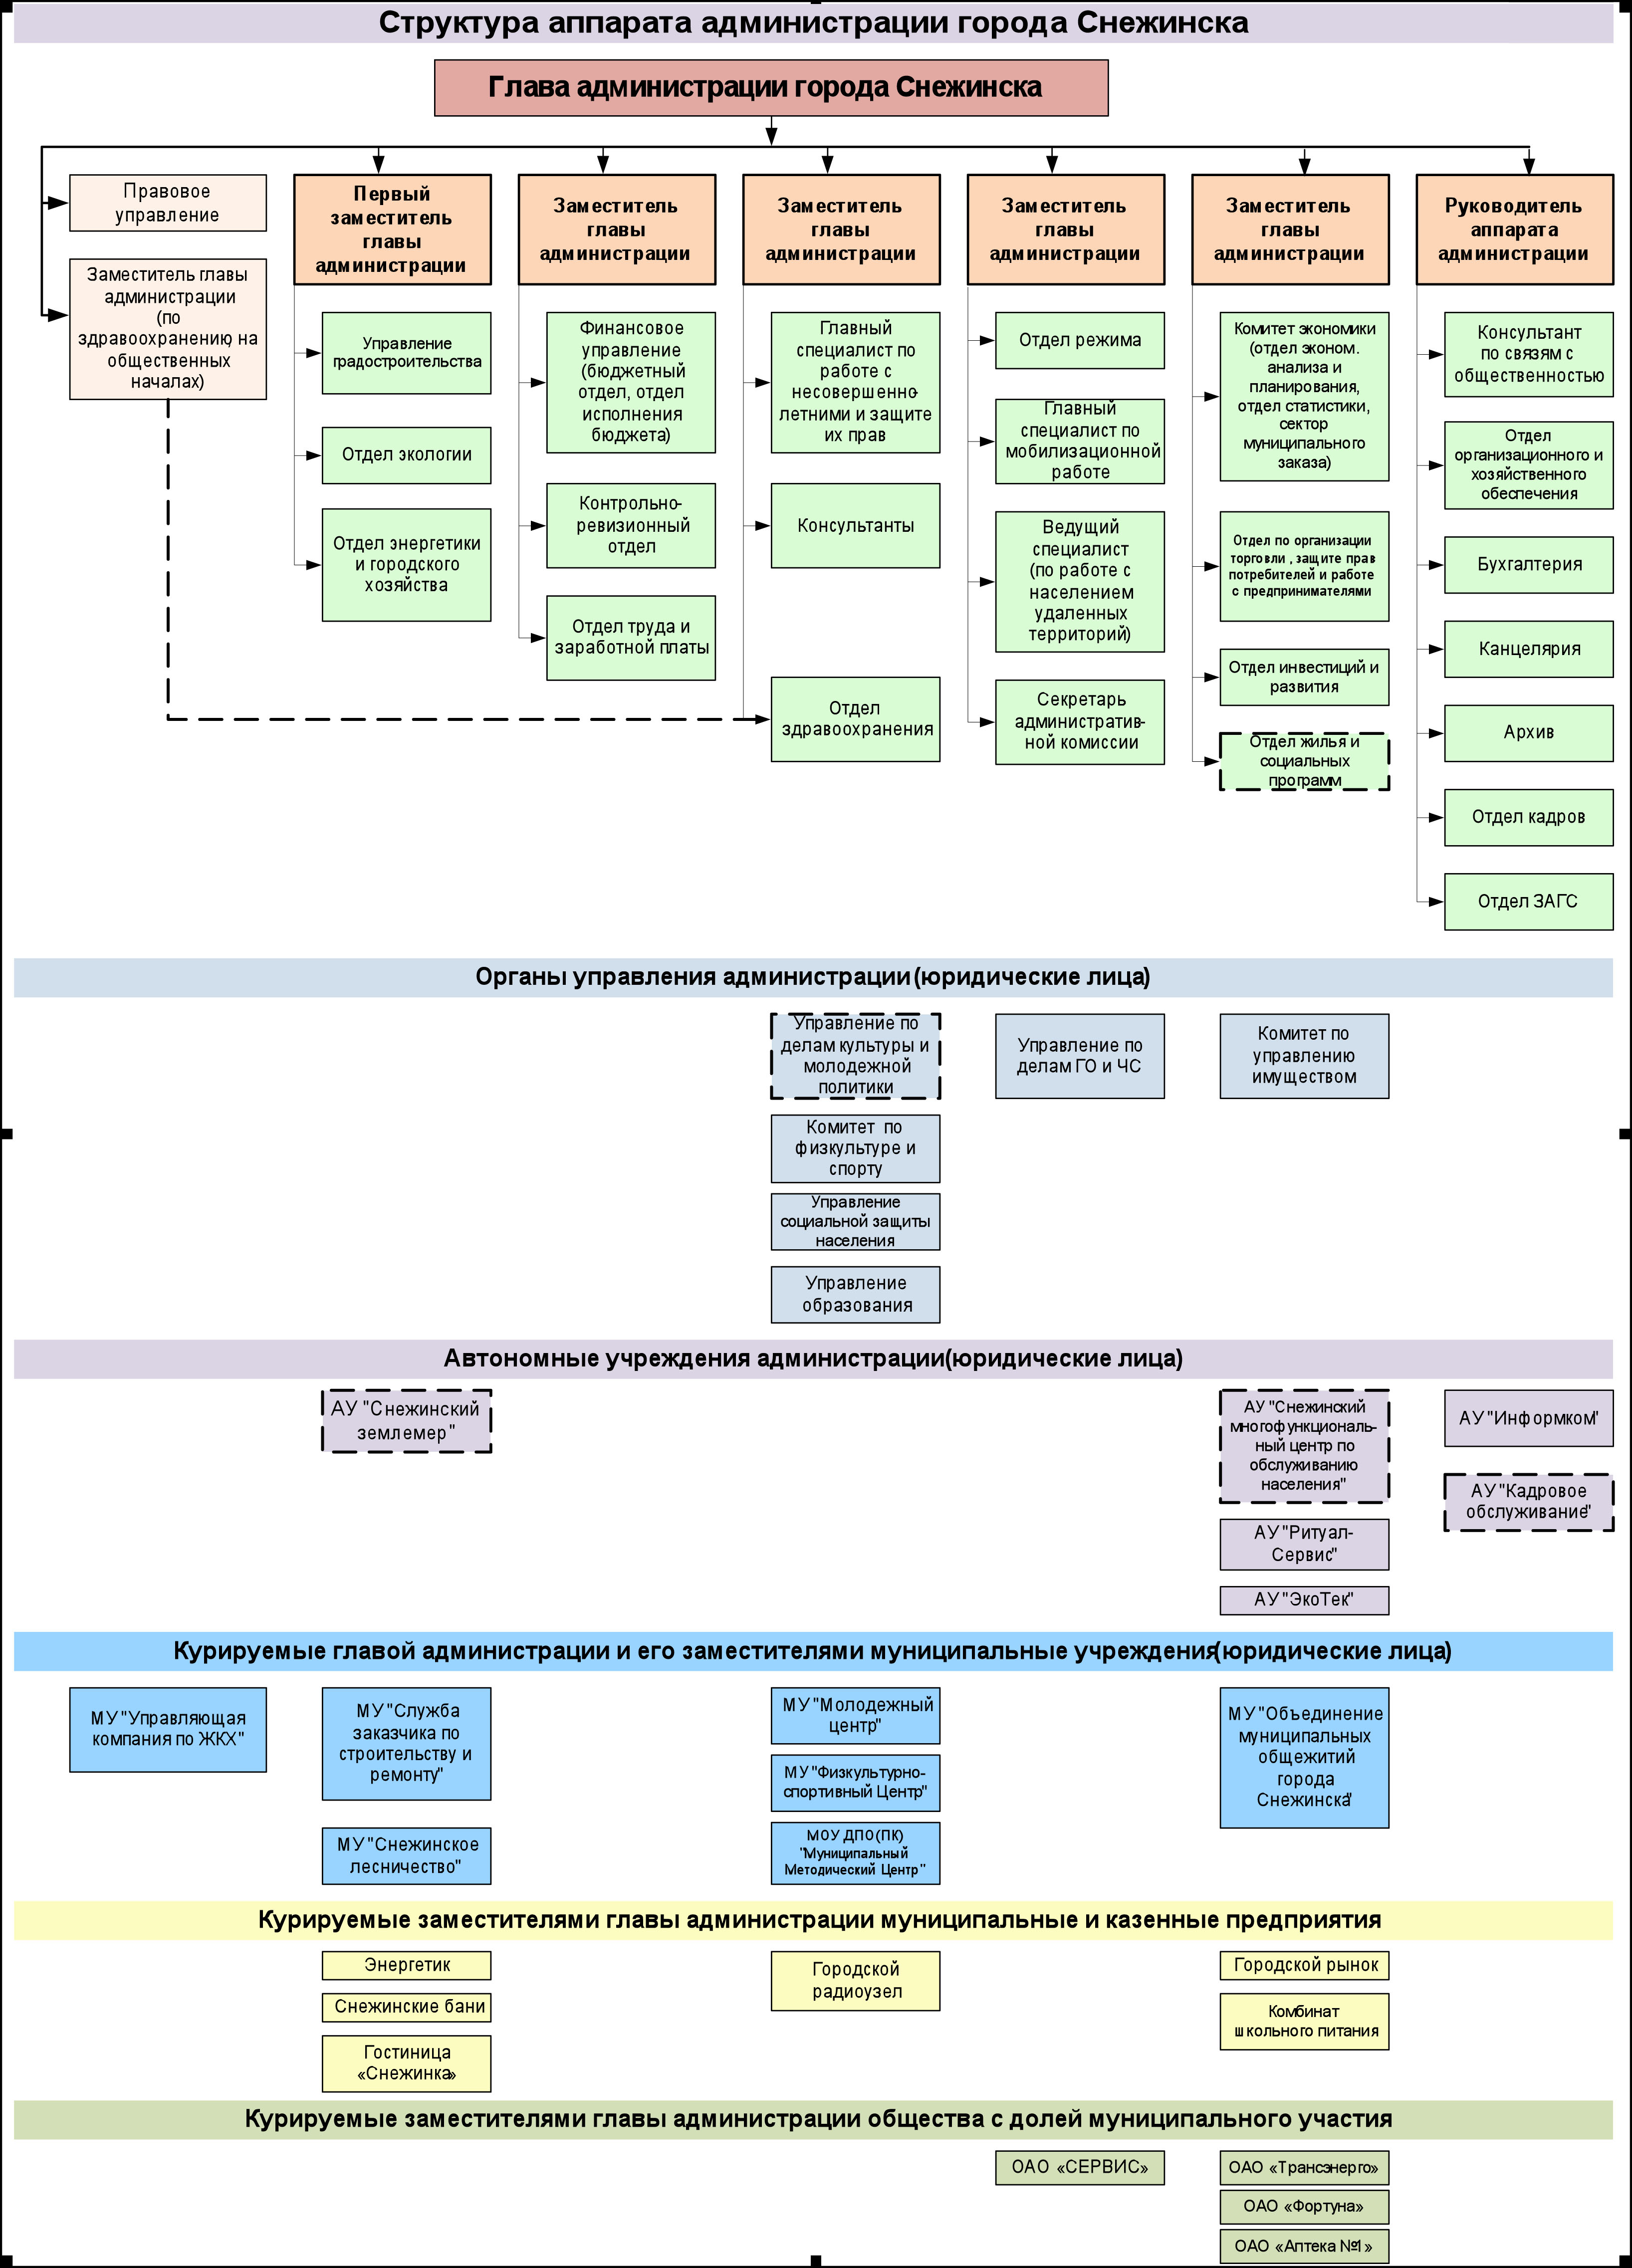 Структура аппарата администрации города Снежинска
Глава администрации города Снежинска
Правовое
управление
Заместитель главы
администрации
(по
здравоохранению, на
общественных
началах)
Первый
заместитель
главы
администрации
Управление
градостроительства
Отдел экологии
Отдел энергетики
и городского
хозяйства
Заместитель
главы
администрации
Финансовое
управление
(бюджетный
отдел, отдел
исполнения
бюджета)
Контрольно-
ревизионный
отдел
Отдел труда и
заработной платы
Заместитель
главы
администрации
Главный
специалист по
работе с
несовершенно-
летними и защите
их прав
Консультанты
Отдел
здравоохранения
Заместитель
главы
администрации
Отдел режима
Главный
специалист по
мобилизационной
работе
Ведущий
специалист
(по работе с
населением
удаленных
территорий)
Секретарь
административ-
ной комиссии
Заместитель
главы
администрации
Комитет экономики
(отдел эконом.
анализа и
планирования,
отдел статистики,
сектор
муниципального
заказа)
Отдел по организации
торговли , защите прав
потребителей и работе
с предпринимателями
Отдел инвестиций и
развития
Отдел жилья и
социальных
программ
Руководитель
аппарата
администрации
Консультант
по связям с
общественностью
Отдел
организационного и
хозяйственного
обеспечения
Бухгалтерия
Канцелярия
Архив
Отдел кадров
Отдел ЗАГС
Органы управления администрации (юридические лица)
Управление по
делам культуры и
молодежной
политики
Комитет по
физкультуре и
спорту
Управление
социальной защиты
населения
Управление
образования
Управление по
делам ГО и ЧС
Комитет по
управлению
имуществом
Автономные учреждения администрации(юридические лица)
АУ "Снежинский
землемер"
АУ "Снежинский
многофункциональ-
ный центр по
обслуживанию
населения"
АУ "Ритуал-
Сервис"
АУ "ЭкоТек"
АУ "Информком"
АУ "Кадровое
обслуживание"
Курируемые главой администрации и его заместителями муниципальные учреждения(юридические лица)
МУ "Управляющая
компания по ЖКХ"
МУ "Служба
заказчика по
строительству и
ремонту"
МУ "Снежинское
лесничество"
МУ "Молодежный
центр"
МУ "Физкультурно-
спортивный Центр"
МОУ ДПО(ПК)
"Муниципальный
Методический Центр"
МУ "Объединение
муниципальных
общежитий
города
Снежинска"
Курируемые заместителями главы администрации муниципальные и казенные предприятия
Энергетик
Снежинские бани
Гостиница
«Снежинка»
Городской
радиоузел
Городской рынок
Комбинат
школьного питания
Курируемые заместителями главы администрации общества с долей муниципального участия
ОАО «СЕРВИС»
ОАО «Трансэнерго»
ОАО «Фортуна»
ОАО «Аптека №1»